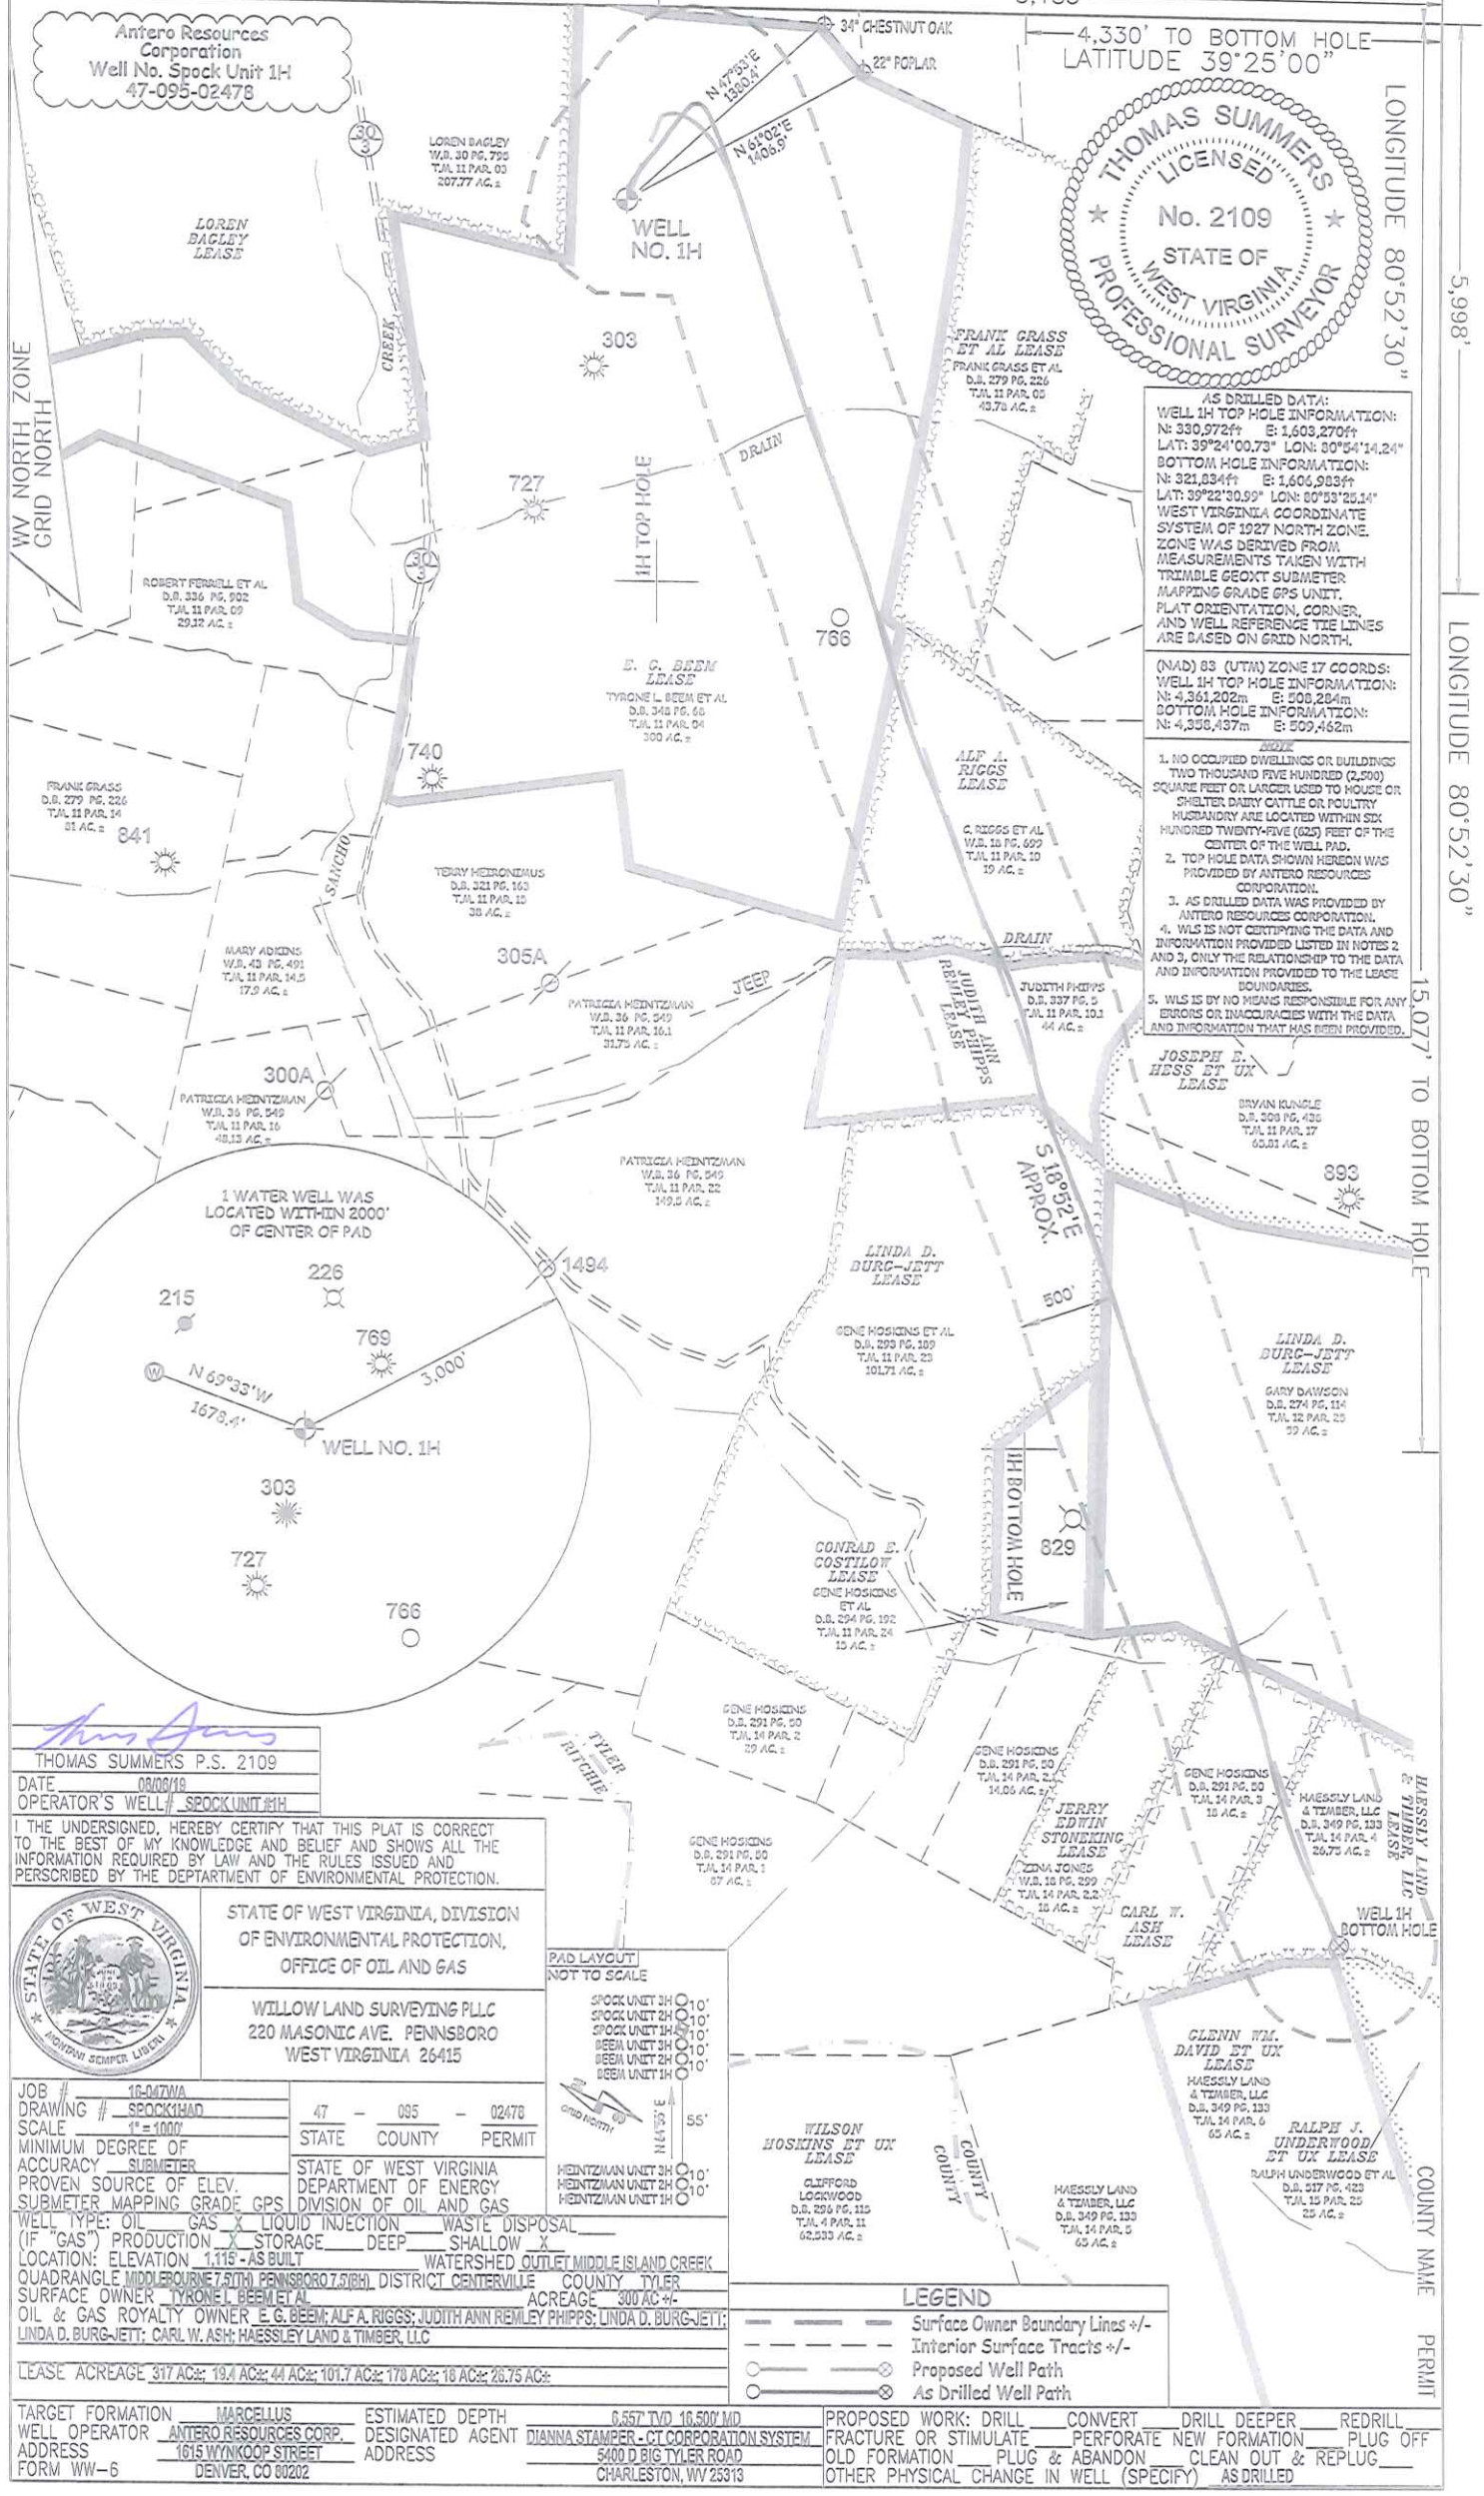 Antero Resources
Corporation
Well No. Spock Unit 1H
47-095-02478
34" CHESTNUT OAK
22" POPLAR
4,330' TO BOTTOM HOLE
LATITUDE 39°25'00"
N 47°53'E
1380.4'
N 61°02'E
1406.9'
WELL
NO. 1H
30
3
LOREN BAGLEY
W.B. 30 PG. 795
T.M. 11 PAR. 03
207.77 AC. ±
LOREN
BAGLEY
LEASE
CREEK
THOMAS SUMMERS
LICENSED
No. 2109
STATE OF
WEST VIRGINIA
PROFESSIONAL SURVEYOR
LONGITUDE 80°52'30"
5,998'
LONGITUDE 80°52'30"
15,077' TO BOTTOM HOLE
WV NORTH ZONE
GRID NORTH
303
727
DRAIN
1H TOP HOLE
766
FRANK GRASS
ET AL LEASE
FRANK GRASS ET AL
D.B. 279 PG. 226
T.M. 11 PAR. 05
43.78 AC. ±
AS DRILLED DATA:
WELL 1H TOP HOLE INFORMATION:
N: 330,972ft E: 1,603,270ft
LAT: 39°24'00.73" LON: 80°54'14.24"
BOTTOM HOLE INFORMATION:
N: 321,834ft E: 1,606,983ft
LAT: 39°22'30.99" LON: 80°53'25.14"
WEST VIRGINIA COORDINATE
SYSTEM OF 1927 NORTH ZONE.
ZONE WAS DERIVED FROM
MEASUREMENTS TAKEN WITH
TRIMBLE GEOXT SUBMETER
MAPPING GRADE GPS UNIT.
PLAT ORIENTATION, CORNER,
AND WELL REFERENCE TIE LINES
ARE BASED ON GRID NORTH.
(NAD) 83 (UTM) ZONE 17 COORDS:
WELL 1H TOP HOLE INFORMATION:
N: 4,361,202m E: 508,284m
BOTTOM HOLE INFORMATION:
N: 4,358,437m E: 509,462m
NOTE
1. NO OCCUPIED DWELLINGS OR BUILDINGS
TWO THOUSAND FIVE HUNDRED (2,500)
SQUARE FEET OR LARGER USED TO HOUSE OR
SHELTER DAIRY CATTLE OR POULTRY
HUSBANDRY ARE LOCATED WITHIN SIX
HUNDRED TWENTY-FIVE (625) FEET OF THE
CENTER OF THE WELL PAD.
2. TOP HOLE DATA SHOWN HEREON WAS
PROVIDED BY ANTERO RESOURCES
CORPORATION.
3. AS DRILLED DATA WAS PROVIDED BY
ANTERO RESOURCES CORPORATION.
4. WLS IS NOT CERTIFYING THE DATA AND
INFORMATION PROVIDED LISTED IN NOTES 2
AND 3, ONLY THE RELATIONSHIP TO THE DATA
AND INFORMATION PROVIDED TO THE LEASE
BOUNDARIES.
5. WLS IS BY NO MEANS RESPONSIBLE FOR ANY
ERRORS OR INACCURACIES WITH THE DATA
AND INFORMATION THAT HAS BEEN PROVIDED.
30
3
ROBERT FERRELL ET AL
D.B. 336 PG. 902
T.M. 11 PAR. 09
29.12 AC. ±
E. G. BEEM
LEASE
TYRONE L. BEEM ET AL
D.B. 348 PG. 68
T.M. 11 PAR. 04
300 AC. ±
740
ALF A.
RIGGS
LEASE
C. RIGGS ET AL
W.B. 18 PG. 699
T.M. 11 PAR. 10
19 AC. ±
FRANK GRASS
D.B. 279 PG. 226
T.M. 11 PAR. 14
81 AC. ±
841
SANCHO
TERRY HEIRONIMUS
D.B. 321 PG. 163
T.M. 11 PAR. 15
38 AC. ±
MARY ADKINS
W.B. 43 PG. 491
T.M. 11 PAR. 14.5
17.9 AC. ±
305A
JEEP
DRAIN
PATRICIA HEINTZMAN
W.B. 36 PG. 549
T.M. 11 PAR. 16.1
31.75 AC. ±
JUDITH ANN
REMLEY PHIPPS
LEASE
JUDITH PHIPPS
D.B. 337 PG. 5
T.M. 11 PAR. 10.1
44 AC. ±
300A
PATRICIA HEINTZMAN
W.B. 36 PG. 549
T.M. 11 PAR. 16
48.13 AC. ±
JOSEPH E.
HESS ET UX
LEASE
BRYAN KUNGLE
D.B. 308 PG. 436
T.M. 11 PAR. 17
65.81 AC. ±
893
PATRICIA HEINTZMAN
W.B. 36 PG. 549
T.M. 11 PAR. 22
149.5 AC. ±
S 18°52'E
APPROX.
1 WATER WELL WAS
LOCATED WITHIN 2000'
OF CENTER OF PAD
226
215
769
1494
W
N 69°33'W
1678.4'
3,000'
WELL NO. 1H
303
727
766
LINDA D.
BURG-JETT
LEASE
GENE HOSKINS ET AL
D.B. 293 PG. 189
T.M. 11 PAR. 23
101.71 AC. ±
500'
LINDA D.
BURG-JETT
LEASE
GARY DAWSON
D.B. 274 PG. 114
T.M. 12 PAR. 25
59 AC. ±
1H BOTTOM HOLE
829
CONRAD E.
COSTILOW
LEASE
GENE HOSKINS
ET AL
D.B. 294 PG. 192
T.M. 11 PAR. 24
15 AC. ±
TYLER
RITCHIE
GENE HOSKINS
D.B. 291 PG. 50
T.M. 14 PAR. 2
29 AC. ±
GENE HOSKINS
D.B. 291 PG. 50
T.M. 14 PAR. 2.1
14.06 AC. ±
GENE HOSKINS
D.B. 291 PG. 50
T.M. 14 PAR. 3
18 AC. ±
HAESSLY LAND
& TIMBER, LLC
D.B. 349 PG. 133
T.M. 14 PAR. 4
26.75 AC. ±
HAESSLY LAND
& TIMBER, LLC
LEASE
GENE HOSKINS
D.B. 291 PG. 50
T.M. 14 PAR. 1
87 AC. ±
JERRY
EDWIN
STONEKING
LEASE
ZINA JONES
W.B. 18 PG. 299
T.M. 14 PAR. 2.2
18 AC. ±
CARL W.
ASH
LEASE
WELL 1H
BOTTOM HOLE
THOMAS SUMMERS P.S. 2109
DATE 08/06/19
OPERATOR'S WELL# SPOCK UNIT #1H
I THE UNDERSIGNED, HEREBY CERTIFY THAT THIS PLAT IS CORRECT
TO THE BEST OF MY KNOWLEDGE AND BELIEF AND SHOWS ALL THE
INFORMATION REQUIRED BY LAW AND THE RULES ISSUED AND
PERSCRIBED BY THE DEPTARTMENT OF ENVIRONMENTAL PROTECTION.
STATE OF WEST VIRGINIA
MONTANI SEMPER LIBERI
STATE OF WEST VIRGINIA, DIVISION
OF ENVIRONMENTAL PROTECTION,
OFFICE OF OIL AND GAS
WILLOW LAND SURVEYING PLLC
220 MASONIC AVE. PENNSBORO
WEST VIRGINIA 26415
PAD LAYOUT
NOT TO SCALE
SPOCK UNIT 3H 10'
SPOCK UNIT 2H 10'
SPOCK UNIT 1H 10'
BEEM UNIT 3H 10'
BEEM UNIT 2H 10'
BEEM UNIT 1H
GRID NORTH
55'
HEINTZMAN UNIT 3H 10'
HEINTZMAN UNIT 2H 10'
HEINTZMAN UNIT 1H
JOB # 16-047WA
DRAWING # SPOCK1HAD
SCALE 1" = 1000'
MINIMUM DEGREE OF
ACCURACY SUBMETER
PROVEN SOURCE OF ELEV.
SUBMETER MAPPING GRADE GPS
47 - 095 - 02478
STATE COUNTY PERMIT
STATE OF WEST VIRGINIA
DEPARTMENT OF ENERGY
DIVISION OF OIL AND GAS
WELL TYPE: OIL GAS X LIQUID INJECTION WASTE DISPOSAL
(IF "GAS") PRODUCTION X STORAGE DEEP SHALLOW X
LOCATION: ELEVATION 1,115' - AS BUILT WATERSHED OUTLET MIDDLE ISLAND CREEK
QUADRANGLE MIDDLEBOURNE 7.5'(TH) PENNSBORO 7.5'(BH) DISTRICT CENTERVILLE COUNTY TYLER
SURFACE OWNER TYRONE L. BEEM ET AL ACREAGE 300 AC +/-
OIL & GAS ROYALTY OWNER E. G. BEEM; ALF A. RIGGS; JUDITH ANN REMLEY PHIPPS; LINDA D. BURG-JETT;
LINDA D. BURG-JETT; CARL W. ASH; HAESSLEY LAND & TIMBER, LLC
LEASE ACREAGE 317 AC±; 19.4 AC±; 44 AC±; 101.7 AC±; 178 AC±; 18 AC±; 26.75 AC±
WILSON
HOSKINS ET UX
LEASE
CLIFFORD
LOCKWOOD
D.B. 296 PG. 115
T.M. 4 PAR. 11
62.533 AC. ±
COUNTY
COUNTY
HAESSLY LAND
& TIMBER, LLC
D.B. 349 PG. 133
T.M. 14 PAR. 5
65 AC. ±
GLENN WM.
DAVID ET UX
LEASE
HAESSLY LAND
& TIMBER, LLC
D.B. 349 PG. 133
T.M. 14 PAR. 6
65 AC. ±
RALPH J.
UNDERWOOD
ET UX LEASE
RALPH UNDERWOOD ET AL
D.B. 517 PG. 423
T.M. 15 PAR. 25
25 AC. ±
COUNTY NAME
PERMIT
LEGEND
Surface Owner Boundary Lines +/-
Interior Surface Tracts +/-
Proposed Well Path
As Drilled Well Path
TARGET FORMATION MARCELLUS ESTIMATED DEPTH 6,557' TVD 16,500' MD
WELL OPERATOR ANTERO RESOURCES CORP. DESIGNATED AGENT DIANNA STAMPER - CT CORPORATION SYSTEM
ADDRESS 1615 WYNKOOP STREET ADDRESS 5400 D BIG TYLER ROAD
FORM WW-6 DENVER, CO 80202 CHARLESTON, WV 25313
PROPOSED WORK: DRILL CONVERT DRILL DEEPER REDRILL
FRACTURE OR STIMULATE PERFORATE NEW FORMATION PLUG OFF
OLD FORMATION PLUG & ABANDON CLEAN OUT & REPLUG
OTHER PHYSICAL CHANGE IN WELL (SPECIFY) AS DRILLED